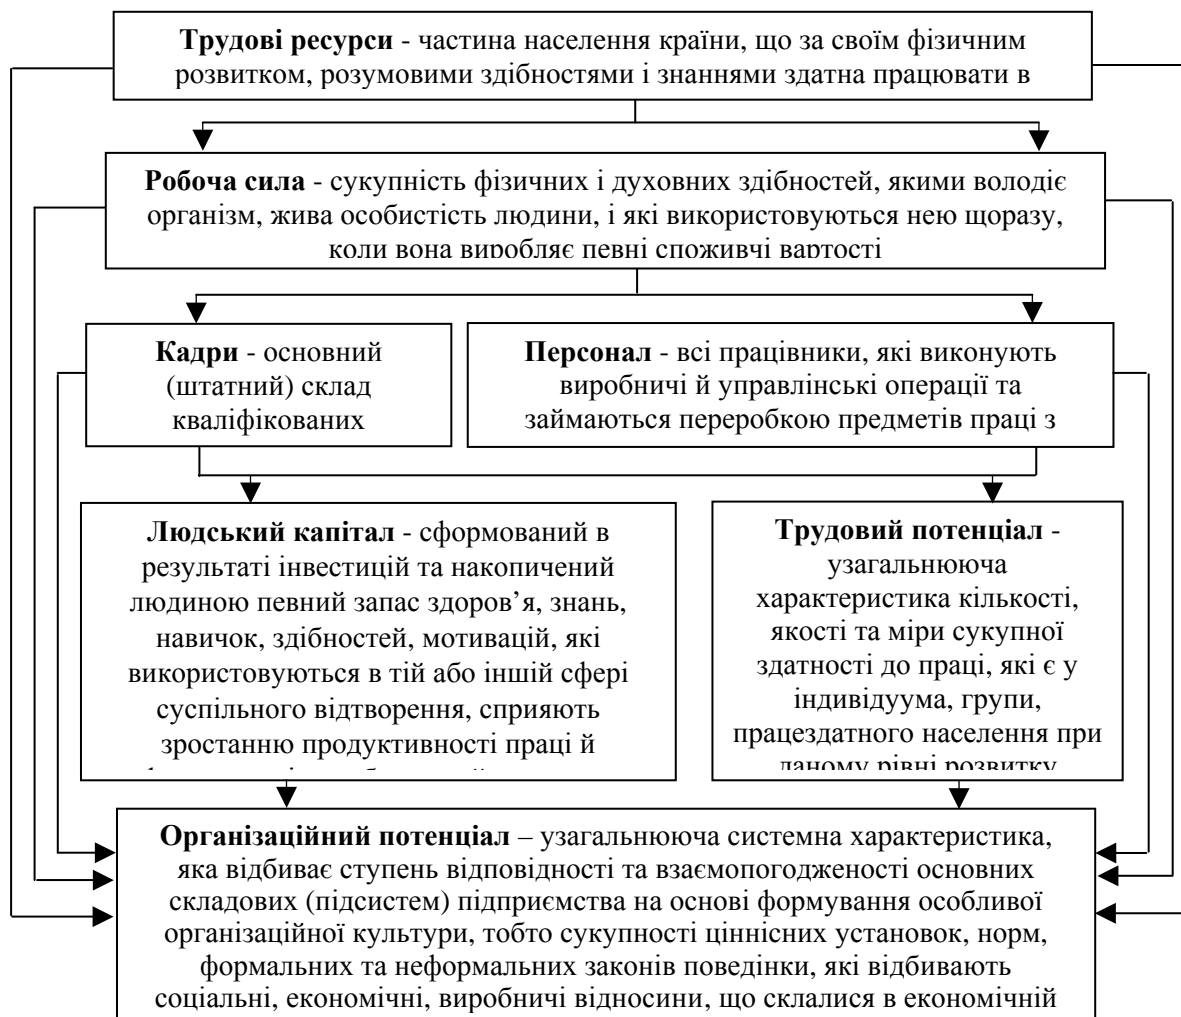 Трудові ресурси - частина населення країни, що за своїм фізичним
розвитком, розумовими здібностями і знаннями здатна працювати в
Робоча сила - сукупність фізичних і духовних здібностей, якими володіє
організм, жива особистість людини, і які використовуються нею щоразу,
коли вона виробляє певні споживчі вартості
Кадри - основний
(штатний) склад
кваліфікованих
Персонал - всі працівники, які виконують
виробничі й управлінські операції та
займаються переробкою предметів праці з
Людський капітал - сформований в
результаті інвестицій та накопичений
людиною певний запас здоров’я, знань,
навичок, здібностей, мотивацій, які
використовуються в тій або іншій сфері
суспільного відтворення, сприяють
зростанню продуктивності праці й
Трудовий потенціал -
узагальнююча
характеристика кількості,
якості та міри сукупної
здатності до праці, які є у
індивідуума, групи,
працездатного населення при
даному рівні розвитку
Організаційний потенціал – узагальнююча системна характеристика,
яка відбиває ступень відповідності та взаємопогодженості основних
складових (підсистем) підприємства на основі формування особливої
організаційної культури, тобто сукупності ціннісних установок, норм,
формальних та неформальних законів поведінки, які відбивають
соціальні, економічні, виробничі відносини, що склалися в економічній